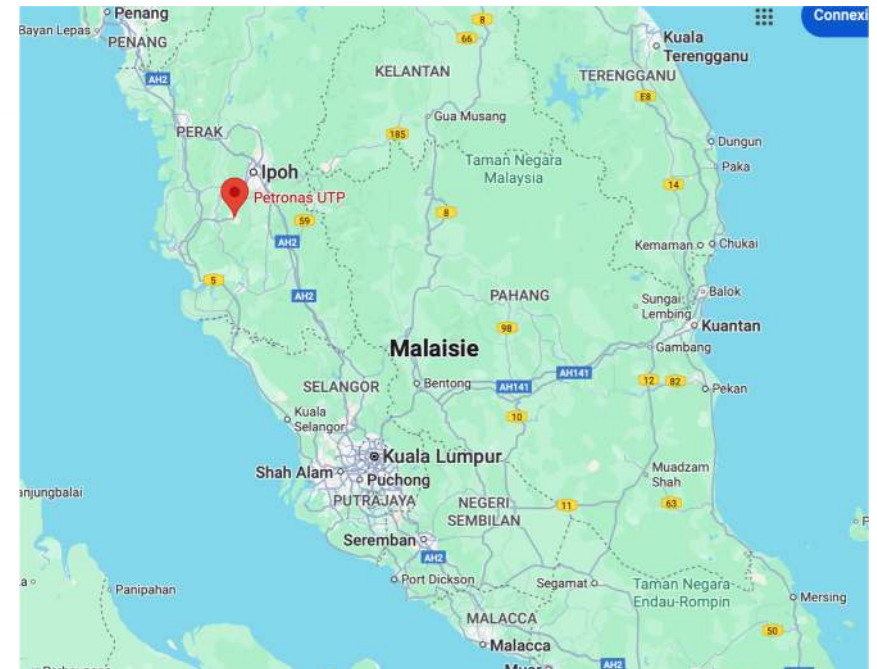 Penang
Bayan Lepas
PENANG
AH2
8
66
Kuala
Terengganu
KELANTAN
TERENGGANU
E8
Connexi
PERAK
Gua Musang
185
Ipoh
Dungun
Paka
Taman Negara
Malaysia
14
Petronas UTP
59
8
AH2
Kemaman
Chukai
5
AH2
PAHANG
Sungai
Lembing
Balok
98
Kuantan
Malaisie
Gambang
SELANGOR
Bentong
AH141
AH141
12
82
Pekan
Kuala
Selangor
10
Kuala Lumpur
Shah Alam
Puchong
Muadzam
Shah
anjungbalai
PUTRAJAYA
NEGERI
SEMBILAN
11
63
Seremban
AH2
Port Dickson
Segamat
Taman Negara
Endau-Rompin
Panipahan
Mersing
MALACCA
50
Malacca
AH2